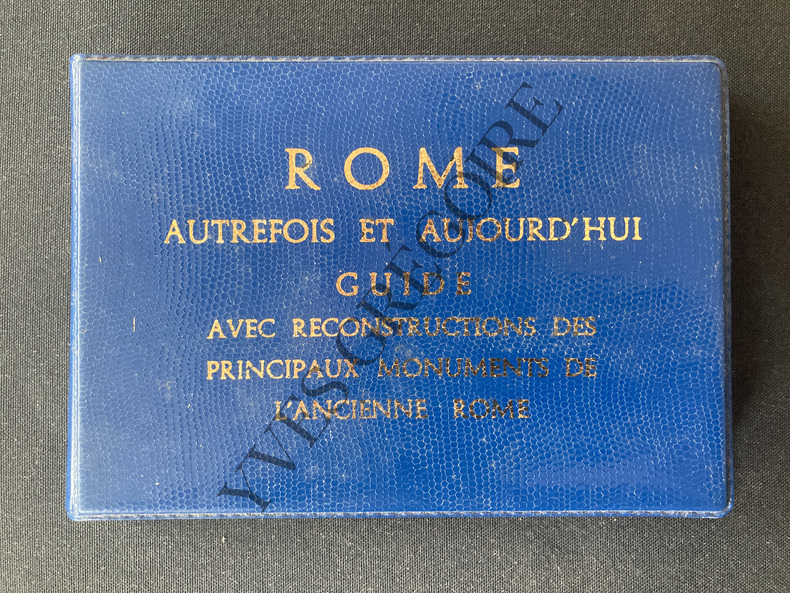 ROME
AUTREFOIS ET AUJOURD'HUI
GUIDE
AVEC RECONSTRUCTIONS DES
PRINCIPAUX MONUMENTS DE
L'ANCIENNE ROME
YVES GREGOIRE